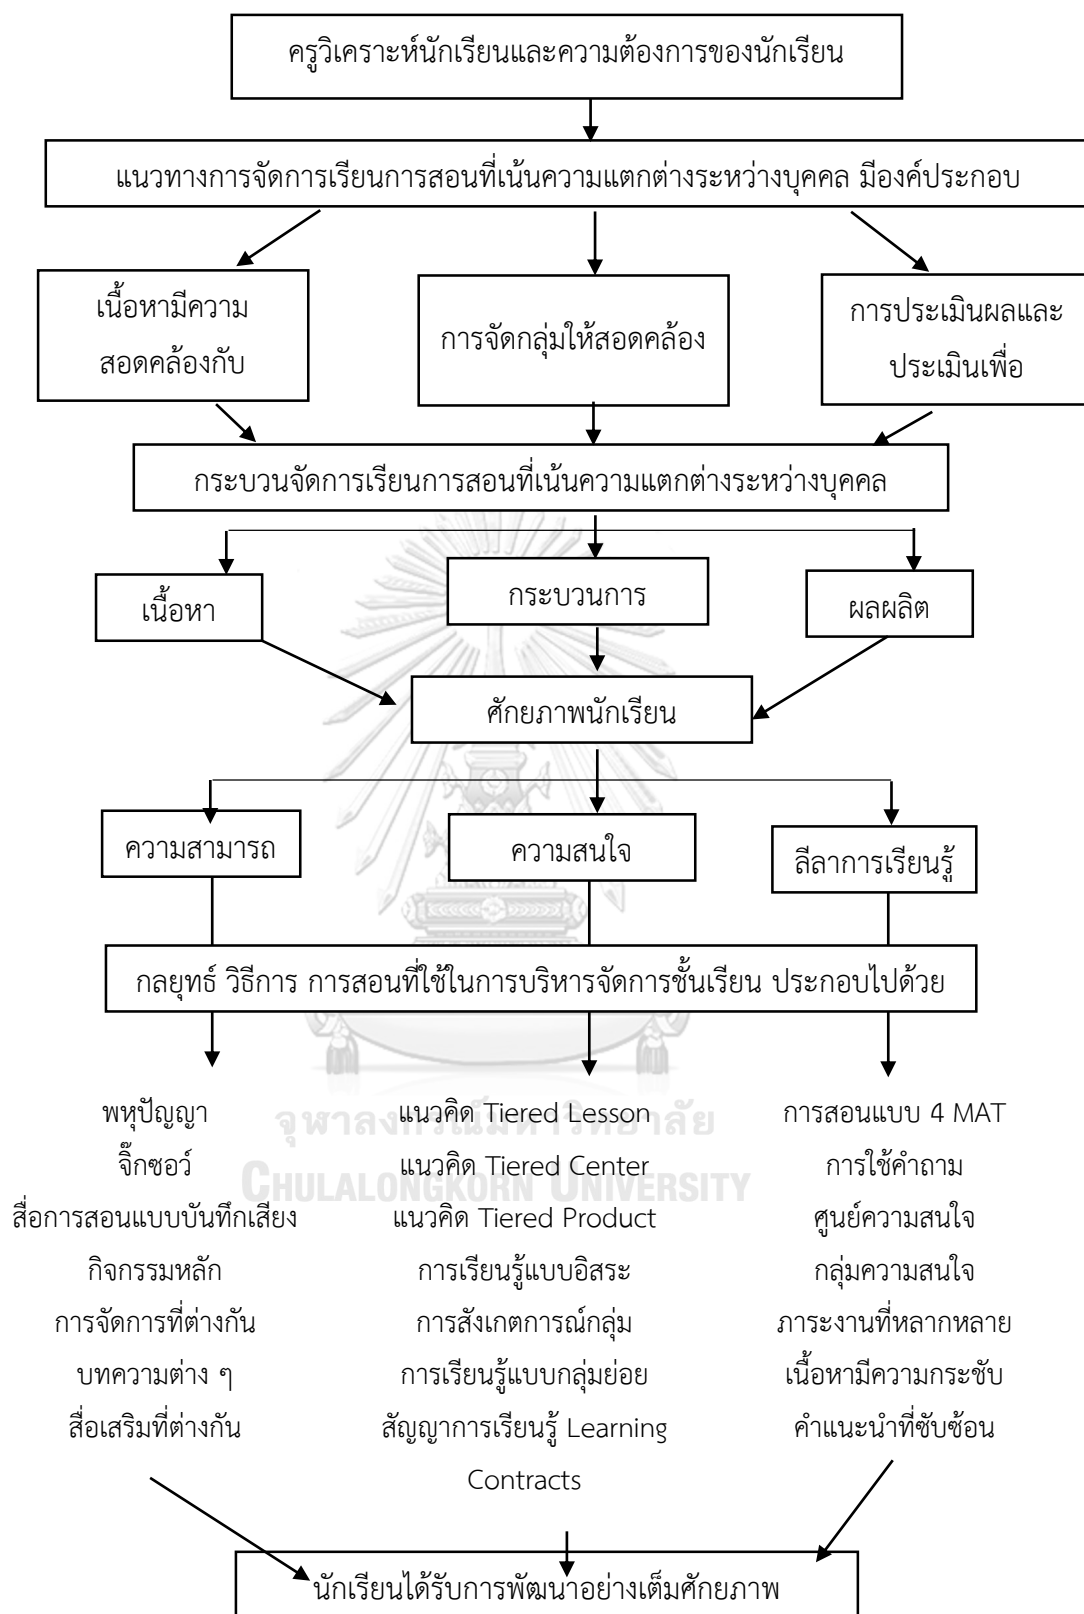 ครูวิเคราะห์นักเรียนและความต้องการของนักเรียน
แนวทางการจัดการเรียนการสอนที่เน้นความแตกต่างระหว่างบุคคล มีองค์ประกอบ
เนื้อหามีความ
สอดคล้องกับ
การจัดกลุ่มให้สอดคล้อง
การประเมินผลและ
ประเมินเพื่อ
กระบวนจัดการเรียนการสอนที่เน้นความแตกต่างระหว่างบุคคล
เนื้อหา
กระบวนการ
ผลผลิต
ศักยภาพนักเรียน
ความสามารถ
ความสนใจ
ลีลาการเรียนรู้
กลยุทธ์ วิธีการ การสอนที่ใช้ในการบริหารจัดการชั้นเรียน ประกอบไปด้วย
พหุปัญญา
จิ๊กซอว์
สื่อการสอนแบบบันทึกเสียง
กิจกรรมหลัก
การจัดการที่ต่างกัน
บทความต่าง ๆ
สื่อเสริมที่ต่างกัน
แนวคิด Tiered Lesson
แนวคิด Tiered Center
แนวคิด Tiered Product
การเรียนรู้แบบอิสระ
การสังเกตการณ์กลุ่ม
การเรียนรู้แบบกลุ่มย่อย
สัญญาการเรียนรู้ Learning
Contracts
การสอนแบบ 4 MAT
การใช้คำถาม
ศูนย์ความสนใจ
กลุ่มความสนใจ
ภาระงานที่หลากหลาย
เนื้อหามีความกระชับ
คำแนะนำที่ซับซ้อน
นักเรียนได้รับการพัฒนาอย่างเต็มศักยภาพ
จุฬาลงกรณ์มหาวิทยาลัย
CHULALONGKORN UNIVERSITY